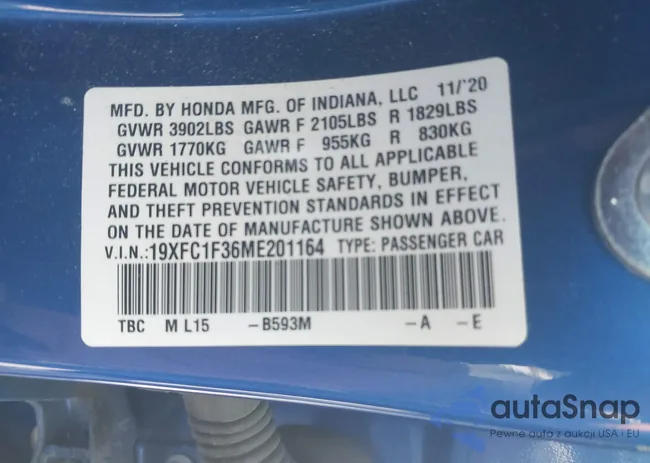 MFD. BY HONDA MFG. OF INDIANA, LLC 11/'20
GVWR 3902LBS GAWR F 2105LBS R 1829LBS
GVWR 1770KG GAWR F 955KG R 830KG
THIS VEHICLE CONFORMS TO ALL APPLICABLE
FEDERAL MOTOR VEHICLE SAFETY, BUMPER,
AND THEFT PREVENTION STANDARDS IN EFFECT
ON THE DATE OF MANUFACTURE SHOWN ABOVE.
V.I.N.:19XFC1F36ME201164 TYPE: PASSENGER CAR
TBC M L15 -B593M -A -E
autaSnap
Pewne auta z aukcji USA i EU